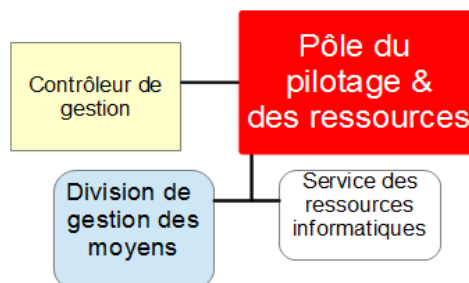 Pôle du
pilotage &
des ressources
Contrôleur de
gestion
Division de
gestion des
moyens
Service des
ressources
informatiques